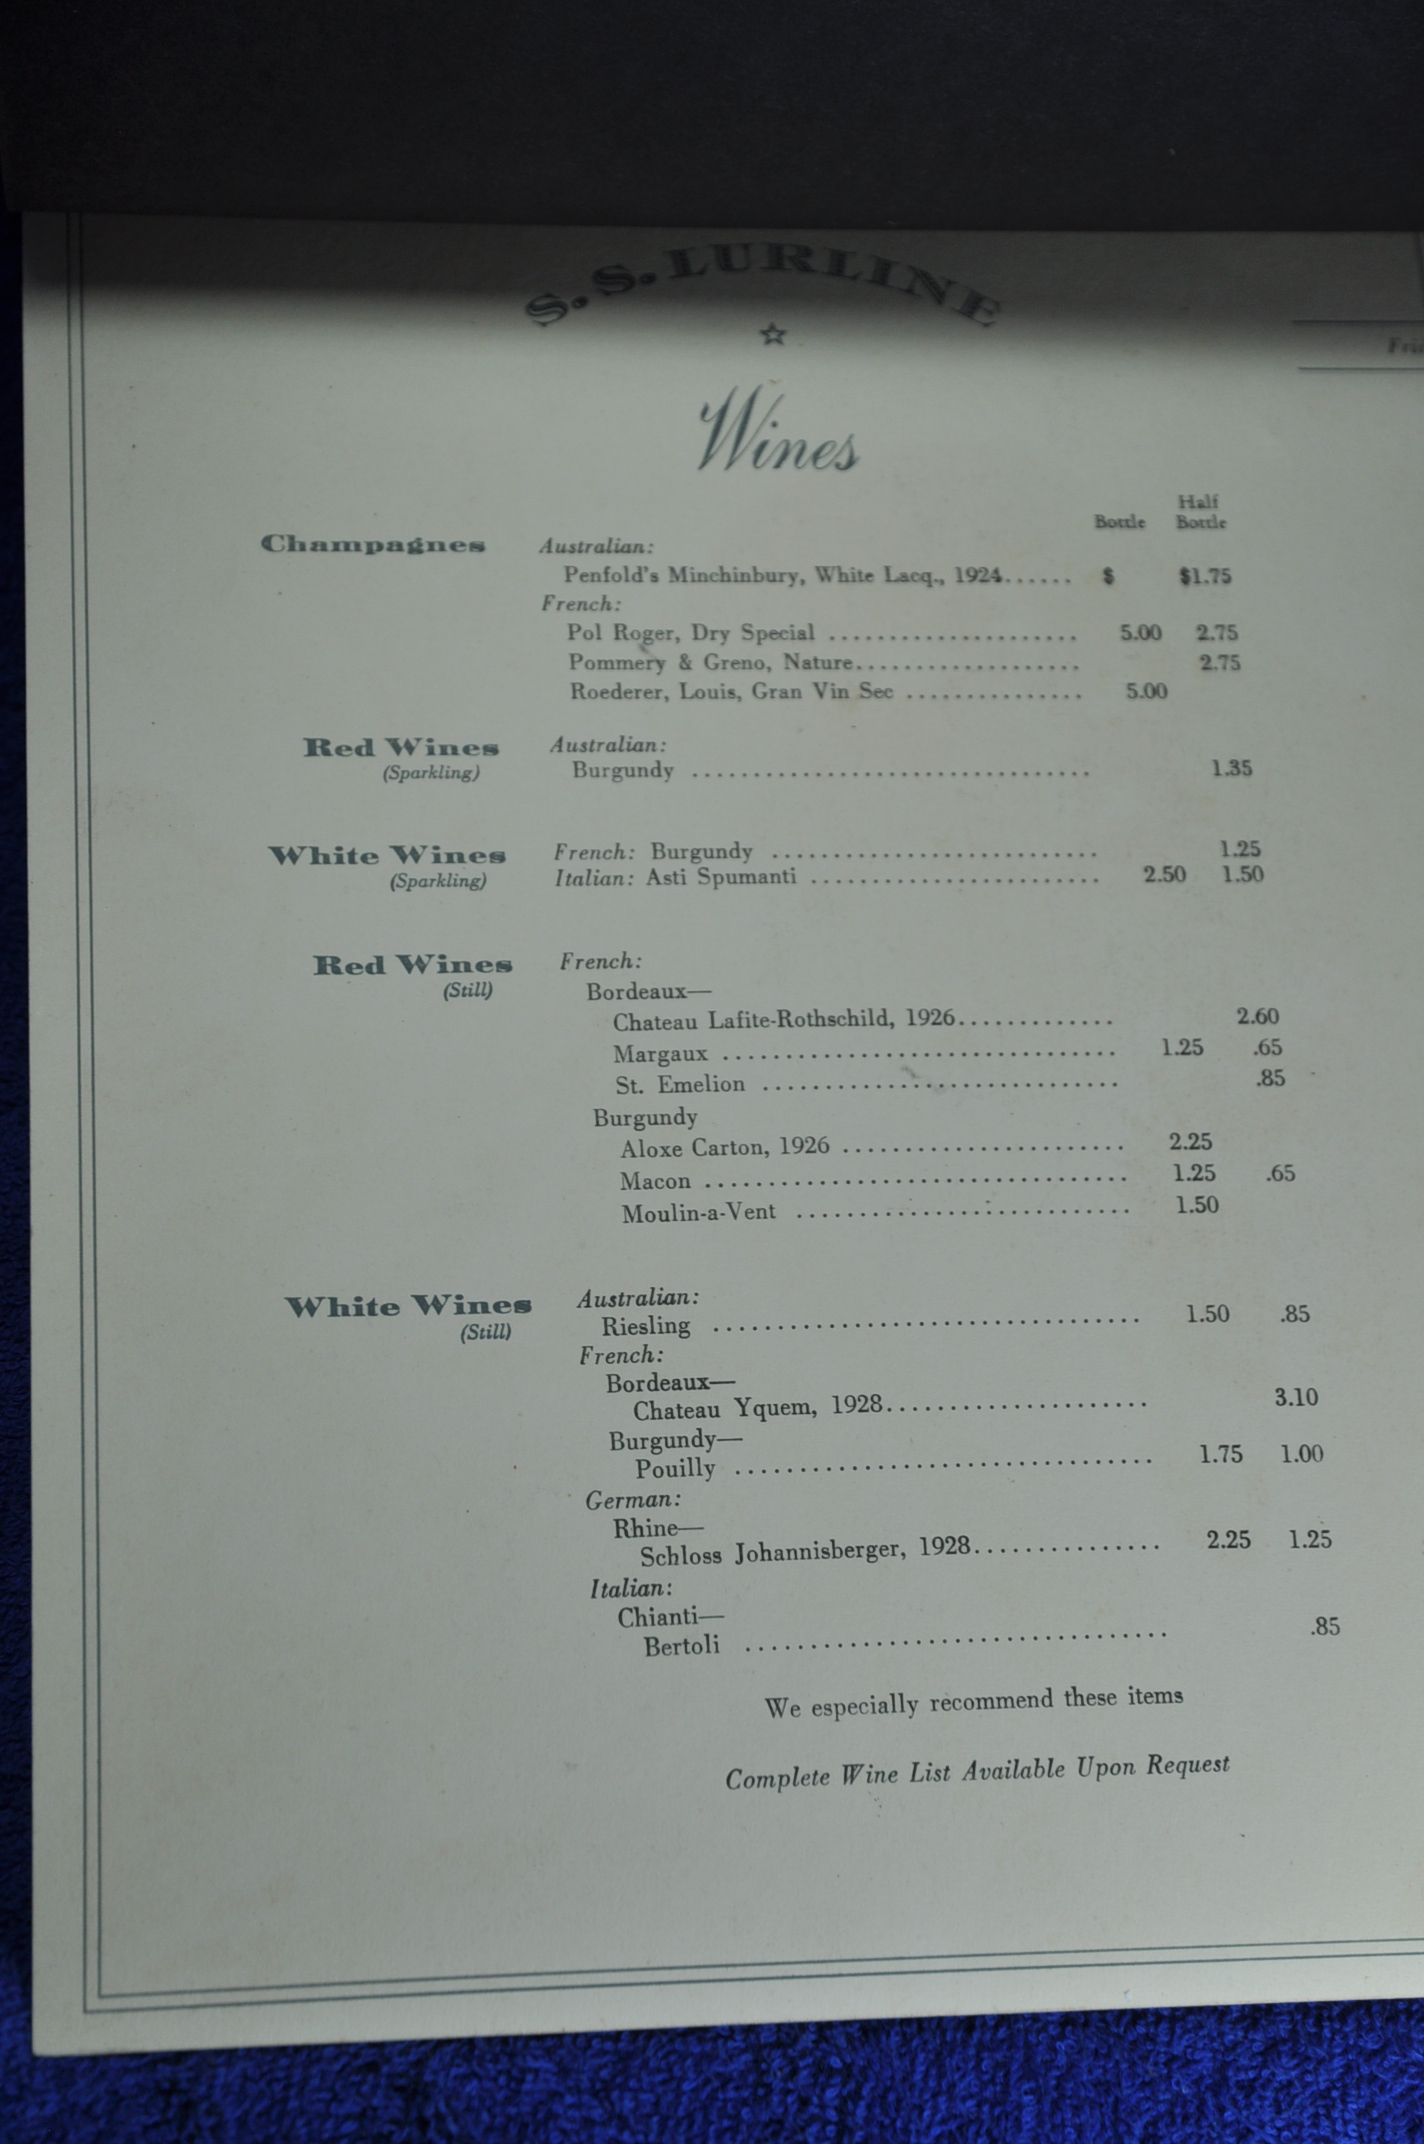 S. S. LURLINE
Wines
Half
Bottle Bottle
Champagnes Australian:
Penfold's Minchinbury, White Lacq., 1924...... $ $1.75
French:
Pol Roger, Dry Special ..................... 5.00 2.75
Pommery & Greno, Nature................... 2.75
Roederer, Louis, Gran Vin Sec ............... 5.00
Red Wines Australian:
(Sparkling) Burgundy ................................ 1.35
White Wines French: Burgundy .......................... 1.25
(Sparkling) Italian: Asti Spumanti ........................ 2.50 1.50
Red Wines French:
(Still) Bordeaux—
Chateau Lafite-Rothschild, 1926............. 2.60
Margaux ................................ 1.25 .65
St. Emelion ............................. .85
Burgundy
Aloxe Carton, 1926 ....................... 2.25
Macon .................................. 1.25 .65
Moulin-a-Vent ........................... 1.50
White Wines Australian:
(Still) Riesling .................................. 1.50 .85
French:
Bordeaux—
Chateau Yquem, 1928..................... 3.10
Burgundy—
Pouilly ................................. 1.75 1.00
German:
Rhine—
Schloss Johannisberger, 1928............... 2.25 1.25
Italian:
Chianti—
Bertoli ................................. .85
We especially recommend these items
Complete Wine List Available Upon Request